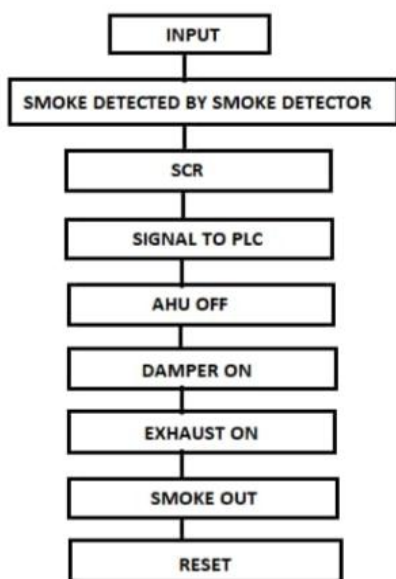 INPUT
SMOKE DETECTED BY SMOKE DETECTOR
SCR
SIGNAL TO PLC
AHU OFF
DAMPER ON
EXHAUST ON
SMOKE OUT
RESET